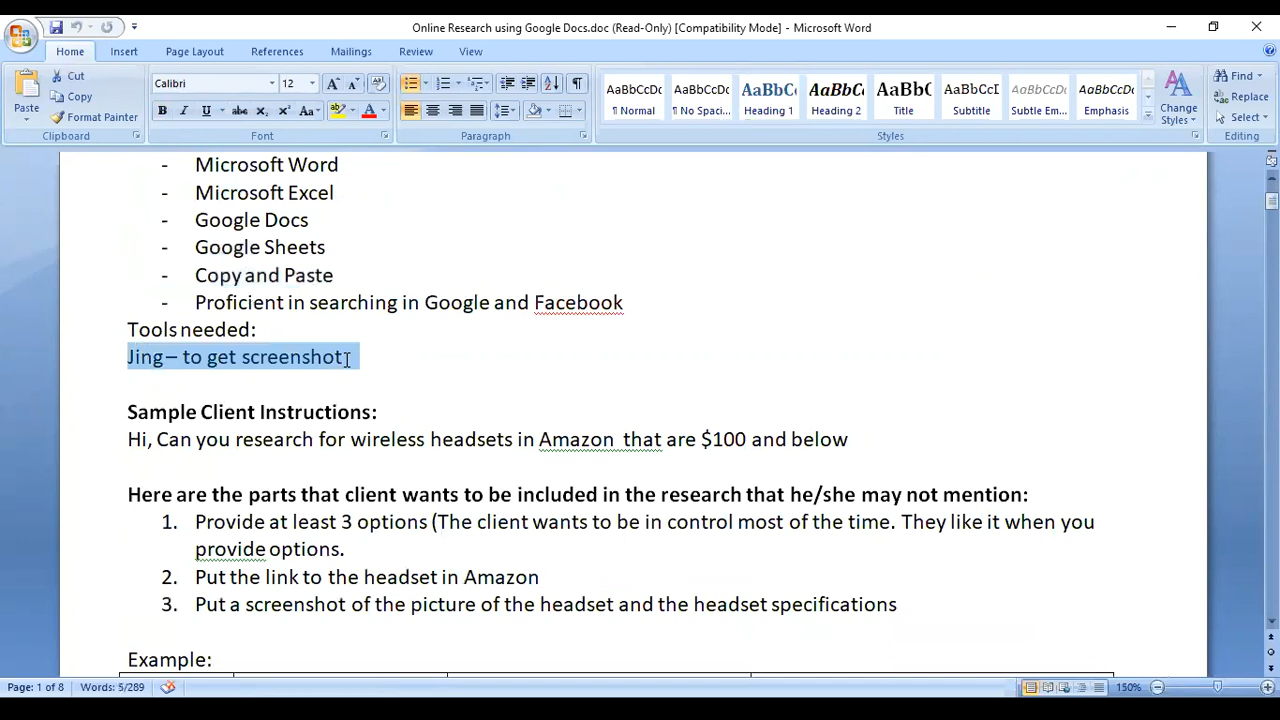 Online Research using Google Docs.doc (Read-Only) [Compatibility Mode] - Microsoft Word
Home Insert Page Layout References Mailings Review View
Paste
Cut
Copy
Format Painter
Clipboard
Calibri 12
Font
Paragraph
AaBbCcDc AaBbCcDc AaBbCc AaBbCc AaBbC AaBbCcI AaBbCcDc AaBbCcDc
¶ Normal ¶ No Spaci... Heading 1 Heading 2 Title Subtitle Subtle Em... Emphasis
Change Styles
Styles
Find
Replace
Select
Editing
- Microsoft Word
- Microsoft Excel
- Google Docs
- Google Sheets
- Copy and Paste
- Proficient in searching in Google and Facebook
Tools needed:
Jing – to get screenshot
Sample Client Instructions:
Hi, Can you research for wireless headsets in Amazon that are $100 and below
Here are the parts that client wants to be included in the research that he/she may not mention:
1. Provide at least 3 options (The client wants to be in control most of the time. They like it when you
provide options.
2. Put the link to the headset in Amazon
3. Put a screenshot of the picture of the headset and the headset specifications
Example:
Page: 1 of 8 Words: 5/289 150%